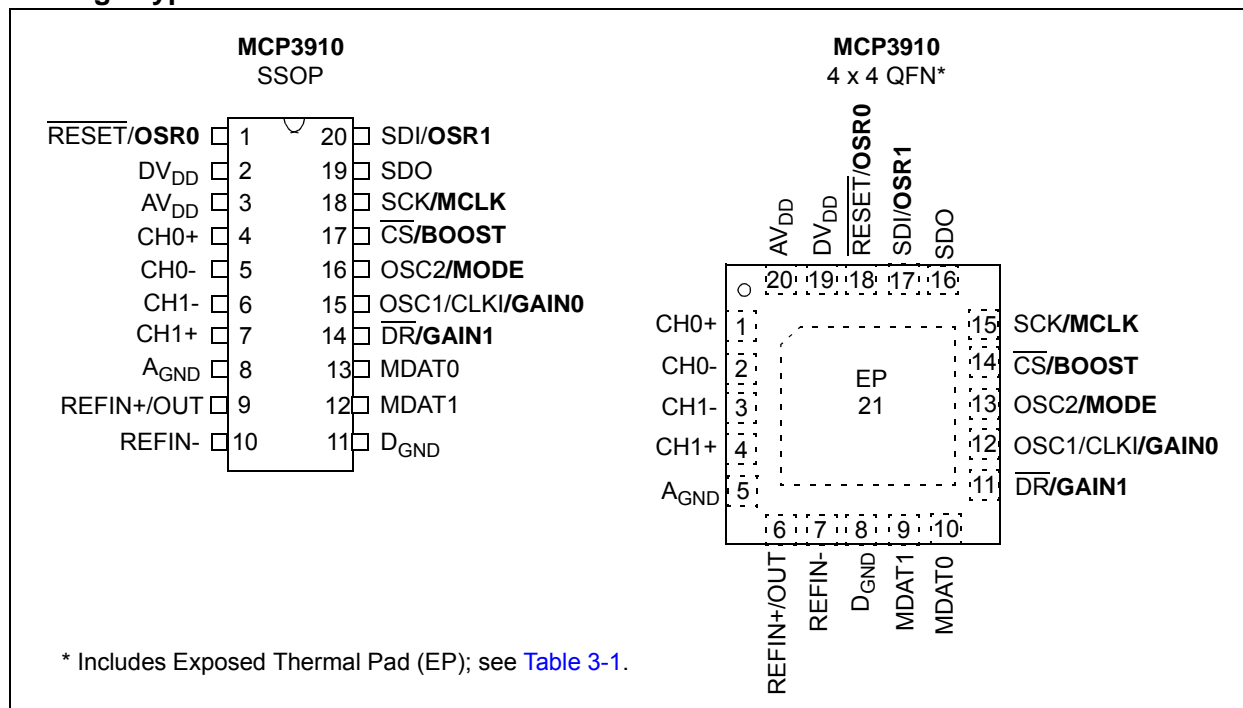 MCP3910
SSOP
RESET/OSR0 1
DVDD 2
AVDD 3
CH0+ 4
CH0- 5
CH1- 6
CH1+ 7
AGND 8
REFIN+/OUT 9
REFIN- 10
20 SDI/OSR1
19 SDO
18 SCK/MCLK
17 CS/BOOST
16 OSC2/MODE
15 OSC1/CLKI/GAIN0
14 DR/GAIN1
13 MDAT0
12 MDAT1
11 DGND
MCP3910
4 x 4 QFN*
AVDD
DVDD
RESET/OSR0
SDI/OSR1
SDO
20 19 18 17 16
CH0+ 1
CH0- 2
CH1- 3
CH1+ 4
AGND 5
EP
21
15 SCK/MCLK
14 CS/BOOST
13 OSC2/MODE
12 OSC1/CLKI/GAIN0
11 DR/GAIN1
6 7 8 9 10
REFIN+/OUT
REFIN-
DGND
MDAT1
MDAT0
* Includes Exposed Thermal Pad (EP); see Table 3-1.